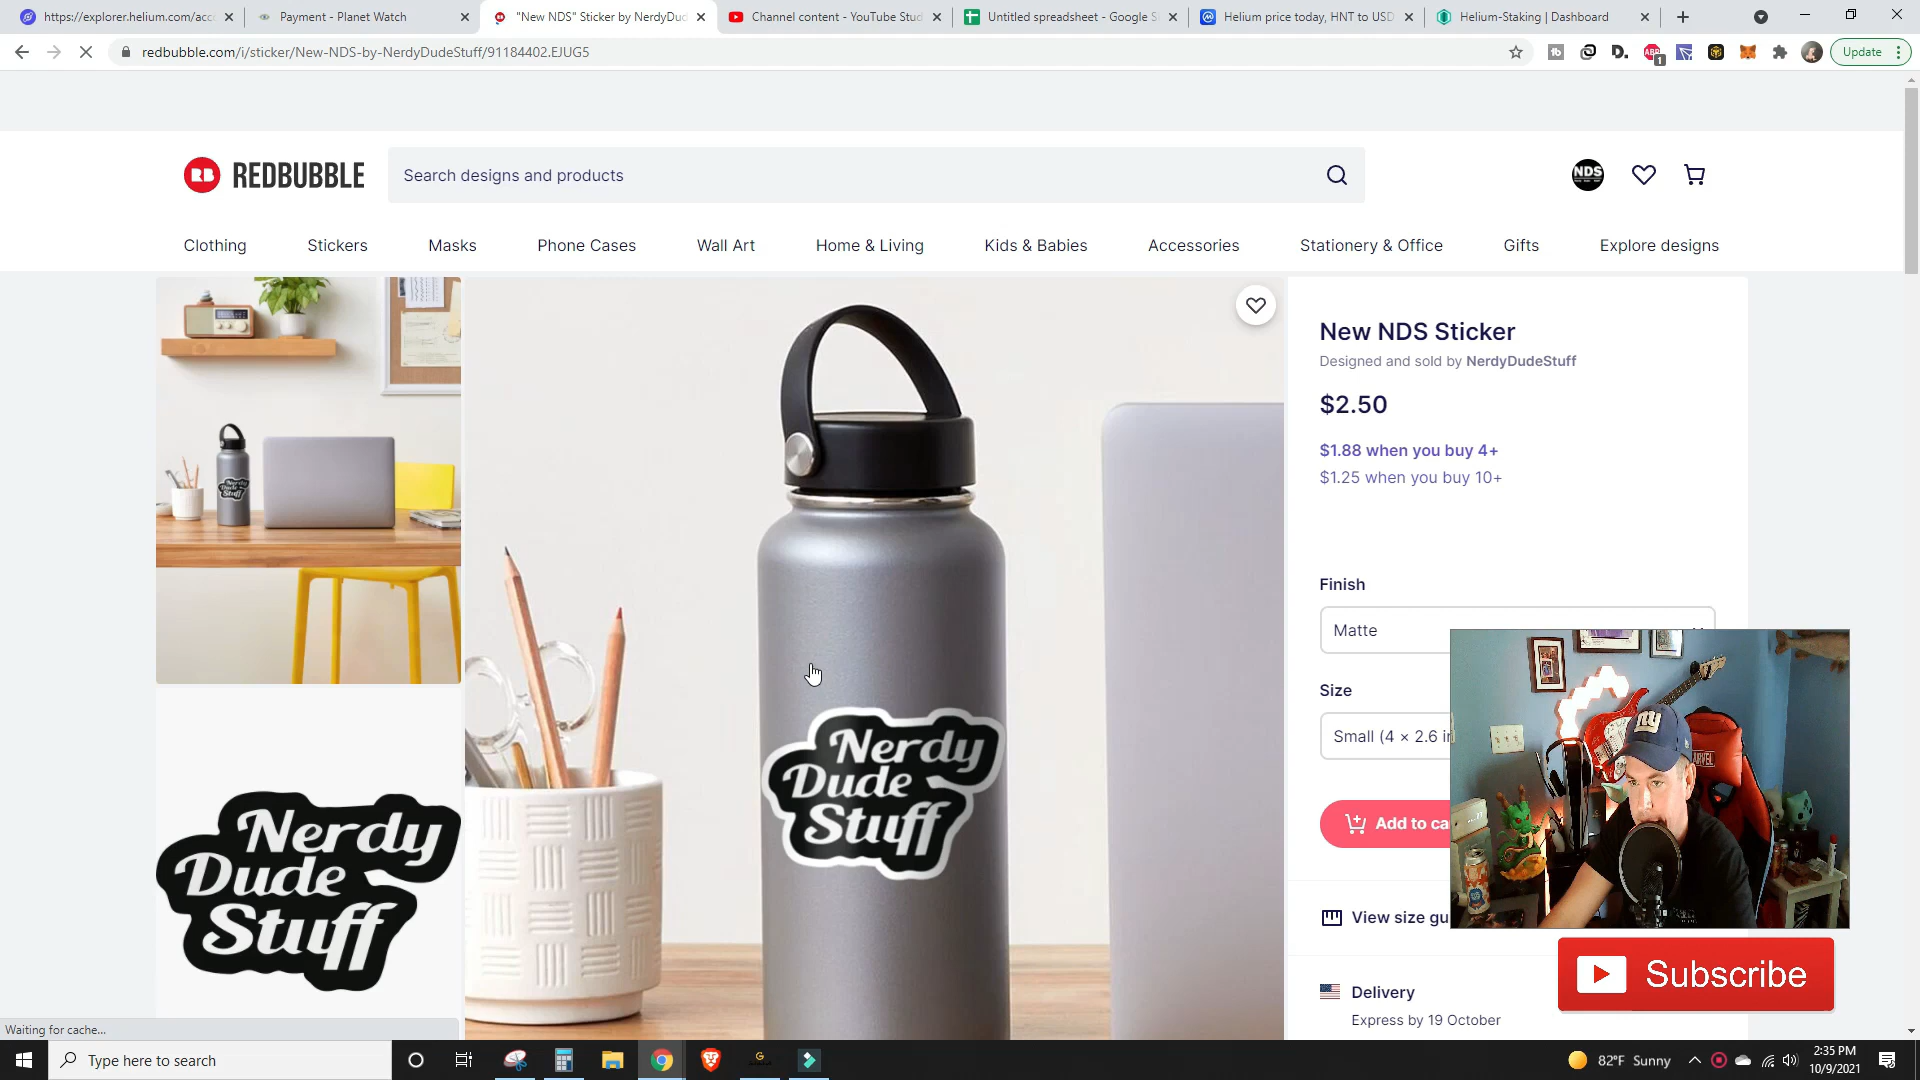 https://explorer.helium.com/acc
Payment - Planet Watch
"New NDS" Sticker by NerdyDud
Channel content - YouTube Stud
Untitled spreadsheet - Google S
Helium price today, HNT to USD
Helium-Staking | Dashboard
redbubble.com/i/sticker/New-NDS-by-NerdyDudeStuff/91184402.EJUG5
Update
REDBUBBLE
Search designs and products
NDS
Clothing
Stickers
Masks
Phone Cases
Wall Art
Home & Living
Kids & Babies
Accessories
Stationery & Office
Gifts
Explore designs
New NDS Sticker
Designed and sold by NerdyDudeStuff
$2.50
$1.88 when you buy 4+
$1.25 when you buy 10+
Finish
Matte
Size
Small (4 × 2.6 in
Add to ca
View size gu
Delivery
Express by 19 October
Nerdy
Dude
Stuff
Nerdy
Dude
Stuff
Nerdy
Dude
Stuff
ny
MARVEL
Subscribe
Waiting for cache...
Type here to search
82°F Sunny
2:35 PM
10/9/2021